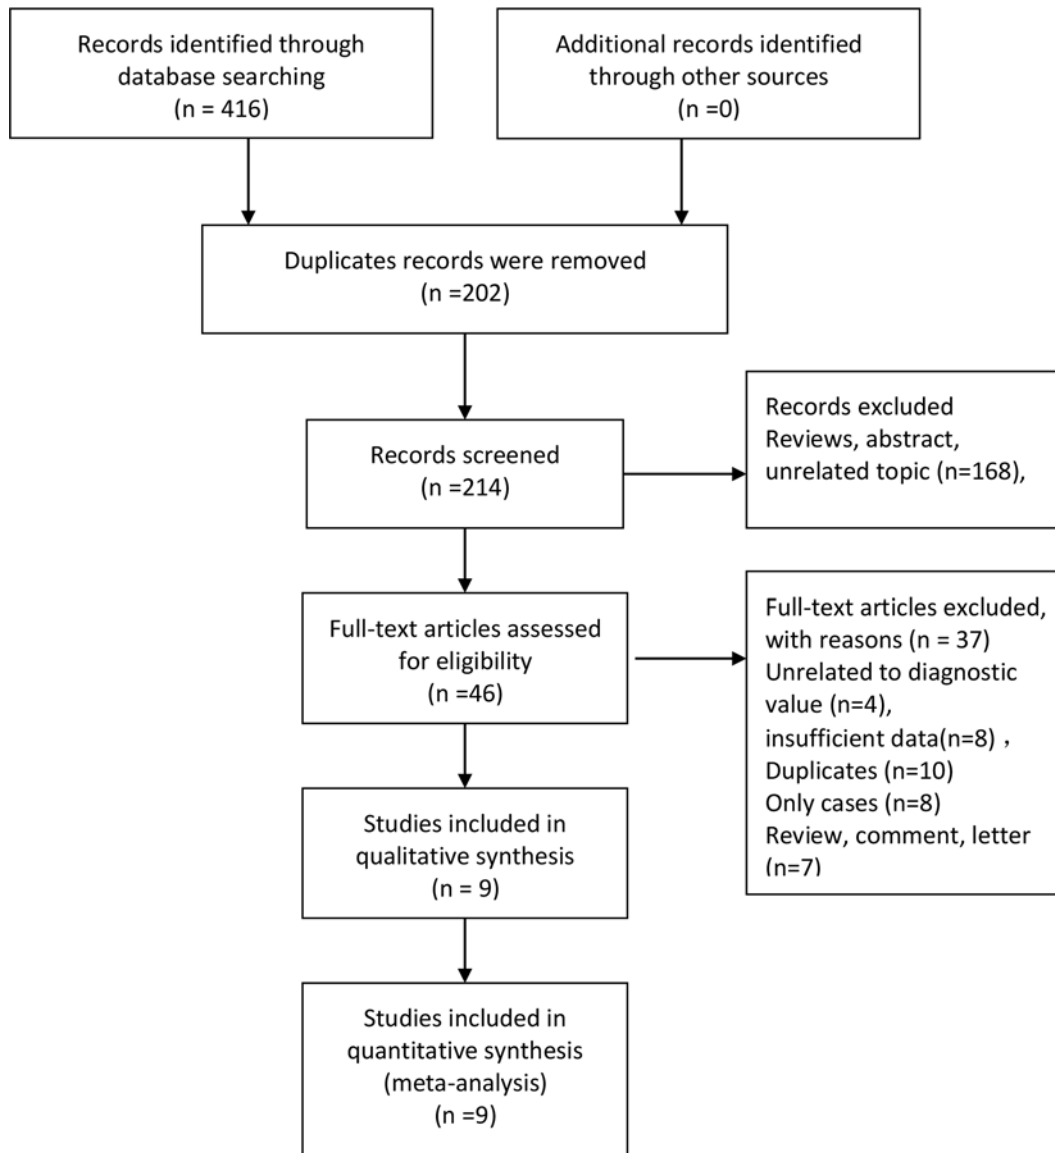 Records identified through
database searching
(n = 416)
Additional records identified
through other sources
(n =0)
Duplicates records were removed
(n =202)
Records screened
(n =214)
Records excluded
Reviews, abstract,
unrelated topic (n=168),
Full-text articles assessed
for eligibility
(n =46)
Full-text articles excluded,
with reasons (n = 37)
Unrelated to diagnostic
value (n=4),
insufficient data(n=8) ，
Duplicates (n=10)
Only cases (n=8)
Review, comment, letter
(n=7)
Studies included in
qualitative synthesis
(n = 9)
Studies included in
quantitative synthesis
(meta-analysis)
(n =9)